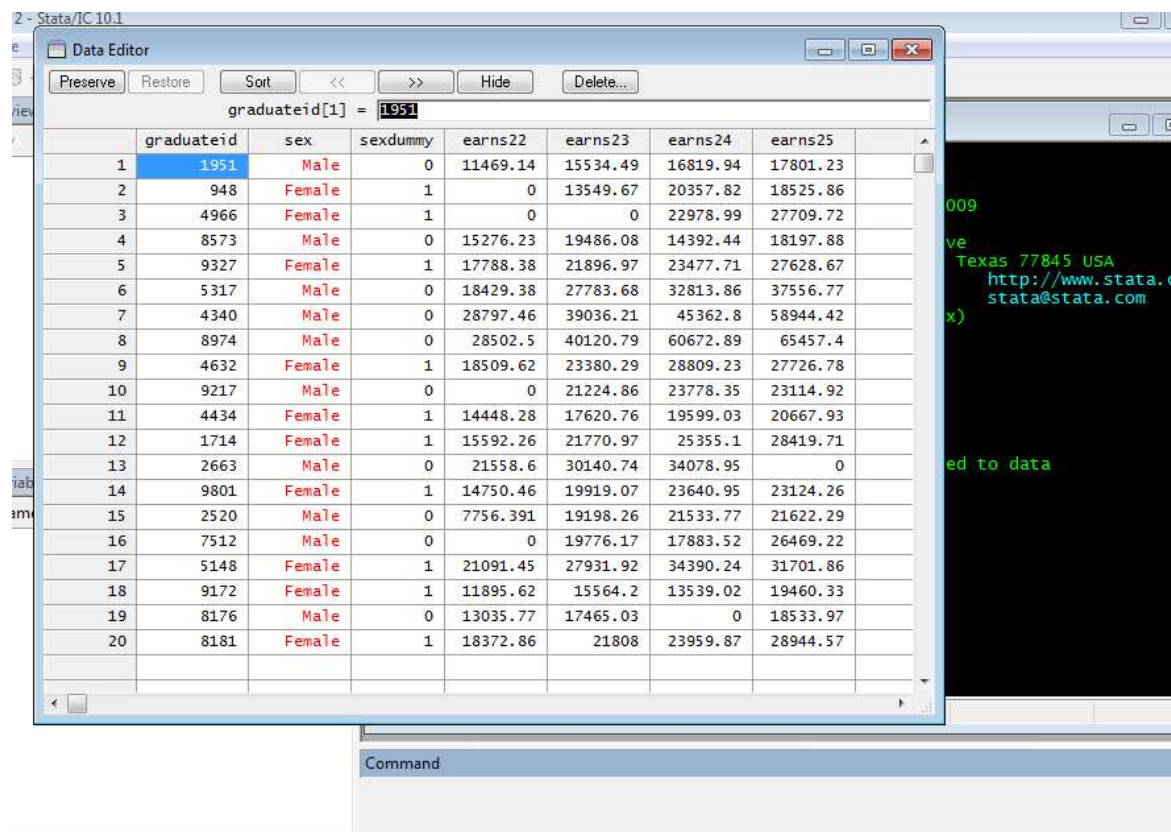 2 - Stata/IC 10.1
Data Editor
Preserve Restore Sort << >> Hide Delete...
graduateid[1] = 1951
graduateid sex sexdummy earns22 earns23 earns24 earns25
1 1951 Male 0 11469.14 15534.49 16819.94 17801.23
2 948 Female 1 0 13549.67 20357.82 18525.86
3 4966 Female 1 0 0 22978.99 27709.72
4 8573 Male 0 15276.23 19486.08 14392.44 18197.88
5 9327 Female 1 17788.38 21896.97 23477.71 27628.67
6 5317 Male 0 18429.38 27783.68 32813.86 37556.77
7 4340 Male 0 28797.46 39036.21 45362.8 58944.42
8 8974 Male 0 28502.5 40120.79 60672.89 65457.4
9 4632 Female 1 18509.62 23380.29 28809.23 27726.78
10 9217 Male 0 0 21224.86 23778.35 23114.92
11 4434 Female 1 14448.28 17620.76 19599.03 20667.93
12 1714 Female 1 15592.26 21770.97 25355.1 28419.71
13 2663 Male 0 21558.6 30140.74 34078.95 0
14 9801 Female 1 14750.46 19919.07 23640.95 23124.26
15 2520 Male 0 7756.391 19198.26 21533.77 21622.29
16 7512 Male 0 0 19776.17 17883.52 26469.22
17 5148 Female 1 21091.45 27931.92 34390.24 31701.86
18 9172 Female 1 11895.62 15564.2 13539.02 19460.33
19 8176 Male 0 13035.77 17465.03 0 18533.97
20 8181 Female 1 18372.86 21808 23959.87 28944.57
009
ve
Texas 77845 USA
http://www.stata.
stata@stata.com
x)
ed to data
Command